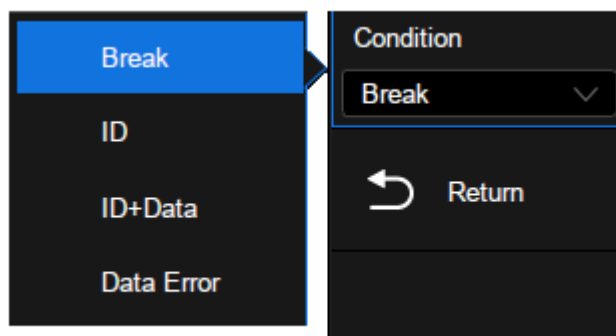 Break
ID
ID+Data
Data Error
Condition
Break
Return